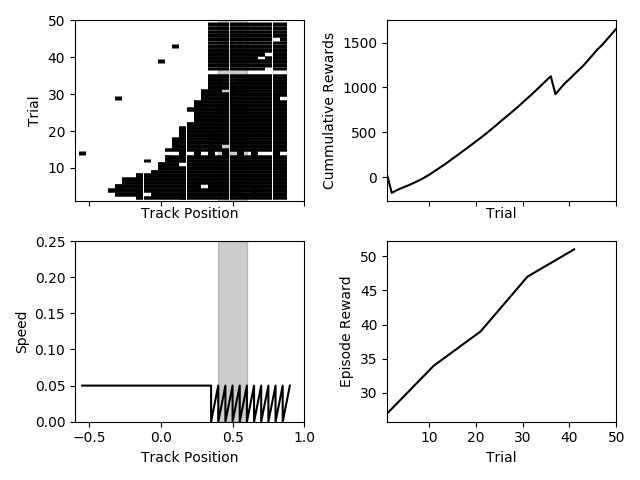 50
40
30
20
10
Trial
Track Position
1500
1000
500
0
Cummulative Rewards
Trial
0.25
0.20
0.15
0.10
0.05
0.00
Speed
−0.5 0.0 0.5 1.0
Track Position
50
45
40
35
30
Episode Reward
10 20 30 40 50
Trial